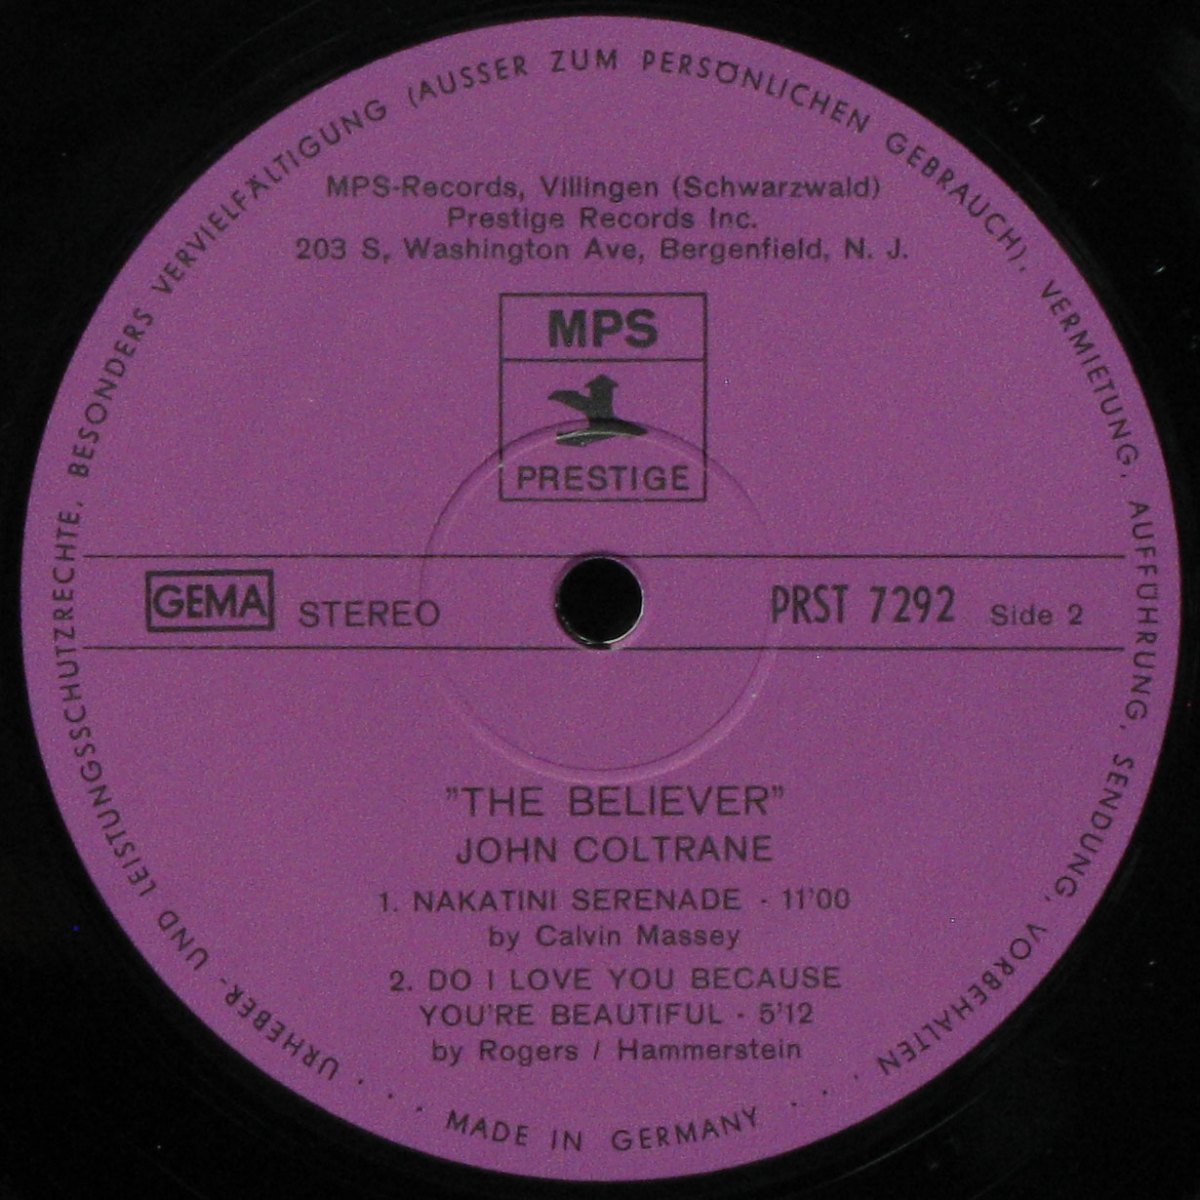 URHEBER- UND LEISTUNGSSCHUTZRECHTE, BESONDERS VERVIELFÄLTIGUNG (AUSSER ZUM PERSÖNLICHEN GEBRAUCH), VERMIETUNG, AUFFÜHRUNG, SENDUNG, VORBEHALTEN
MPS-Records, Villingen (Schwarzwald)
Prestige Records Inc.
203 S, Washington Ave, Bergenfield, N. J.
MPS
PRESTIGE
GEMA STEREO PRST 7292 Side 2
"THE BELIEVER"
JOHN COLTRANE
1. NAKATINI SERENADE - 11'00
by Calvin Massey
2. DO I LOVE YOU BECAUSE
YOU'RE BEAUTIFUL - 5'12
by Rogers / Hammerstein
. . . MADE IN GERMANY . . .